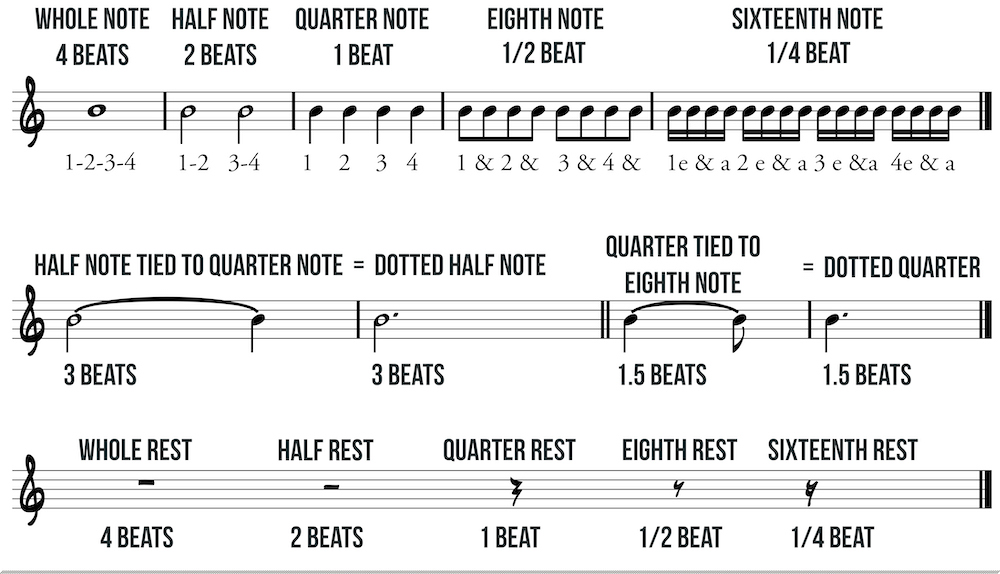 WHOLE NOTE HALF NOTE QUARTER NOTE EIGHTH NOTE SIXTEENTH NOTE
4 BEATS 2 BEATS 1 BEAT 1/2 BEAT 1/4 BEAT
1-2-3-4 1-2 3-4 1 2 3 4 1 & 2 & 3 & 4 & 1e & a 2 e & a 3 e &a 4e & a
HALF NOTE TIED TO QUARTER NOTE = DOTTED HALF NOTE
QUARTER TIED TO
EIGHTH NOTE
= DOTTED QUARTER
3 BEATS 3 BEATS 1.5 BEATS 1.5 BEATS
WHOLE REST HALF REST QUARTER REST EIGHTH REST SIXTEENTH REST
4 BEATS 2 BEATS 1 BEAT 1/2 BEAT 1/4 BEAT